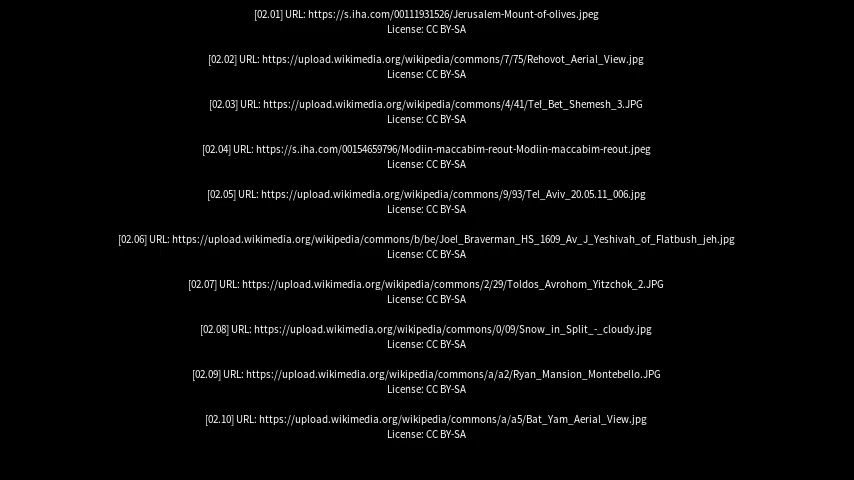 [02.01] URL: https://s.iha.com/00111931526/Jerusalem-Mount-of-olives.jpeg
License: CC BY-SA
[02.02] URL: https://upload.wikimedia.org/wikipedia/commons/7/75/Rehovot_Aerial_View.jpg
License: CC BY-SA
[02.03] URL: https://upload.wikimedia.org/wikipedia/commons/4/41/Tel_Bet_Shemesh_3.JPG
License: CC BY-SA
[02.04] URL: https://s.iha.com/00154659796/Modiin-maccabim-reout-Modiin-maccabim-reout.jpeg
License: CC BY-SA
[02.05] URL: https://upload.wikimedia.org/wikipedia/commons/9/93/Tel_Aviv_20.05.11_006.jpg
License: CC BY-SA
[02.06] URL: https://upload.wikimedia.org/wikipedia/commons/b/be/Joel_Braverman_HS_1609_Av_J_Yeshivah_of_Flatbush_jeh.jpg
License: CC BY-SA
[02.07] URL: https://upload.wikimedia.org/wikipedia/commons/2/29/Toldos_Avrohom_Yitzchok_2.JPG
License: CC BY-SA
[02.08] URL: https://upload.wikimedia.org/wikipedia/commons/0/09/Snow_in_Split_-_cloudy.jpg
License: CC BY-SA
[02.09] URL: https://upload.wikimedia.org/wikipedia/commons/a/a2/Ryan_Mansion_Montebello.JPG
License: CC BY-SA
[02.10] URL: https://upload.wikimedia.org/wikipedia/commons/a/a5/Bat_Yam_Aerial_View.jpg
License: CC BY-SA